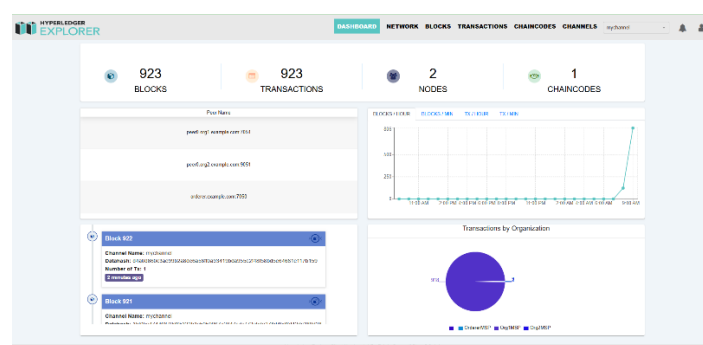 HYPERLEDGER
EXPLORER
DASHBOARD NETWORK BLOCKS TRANSACTIONS CHAINCODES CHANNELS mychannel
923
BLOCKS
923
TRANSACTIONS
2
NODES
1
CHAINCODES
Peer Name
peer0.org1.example.com:7051
peer0.org2.example.com:9051
orderer.example.com:7050
BLOCKS / HOUR BLOCKS / MIN TX / HOUR TX / MIN
250
0
Block 922
Channel Name: mychannel
Datahash:
Number of Tx: 1
2 minutes ago
Block 921
Channel Name: mychannel
Transactions by Organization
OrdererMSP Org1MSP Org2MSP